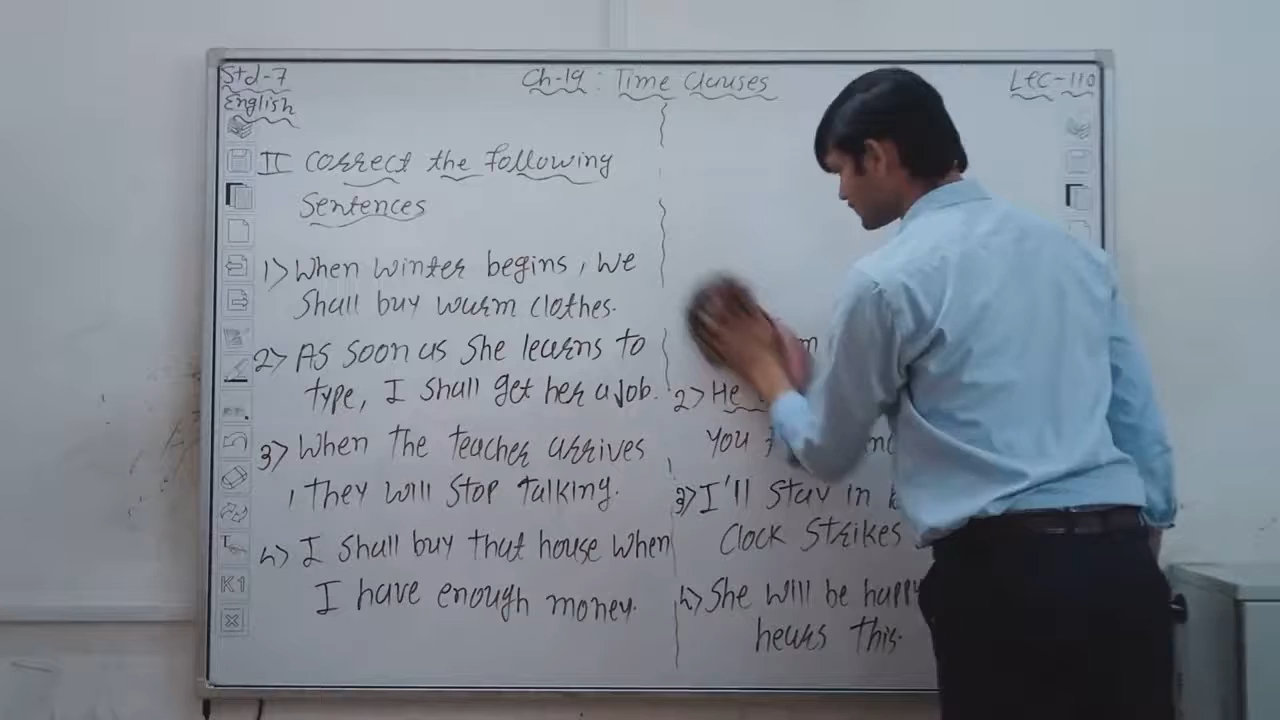 Std-7
English
Ch-19 : Time Clauses
Lec-110
II Correct the following
Sentences
1) When winter begins, we
shall buy warm clothes.
2) As soon as she learns to
type, I shall get her a job.
3) When the teacher arrives
, they will stop talking.
4) I shall buy that house when
I have enough money.
2) He
you
3) I'll stay in
clock strikes
4) She will be happy
hears this.
K1